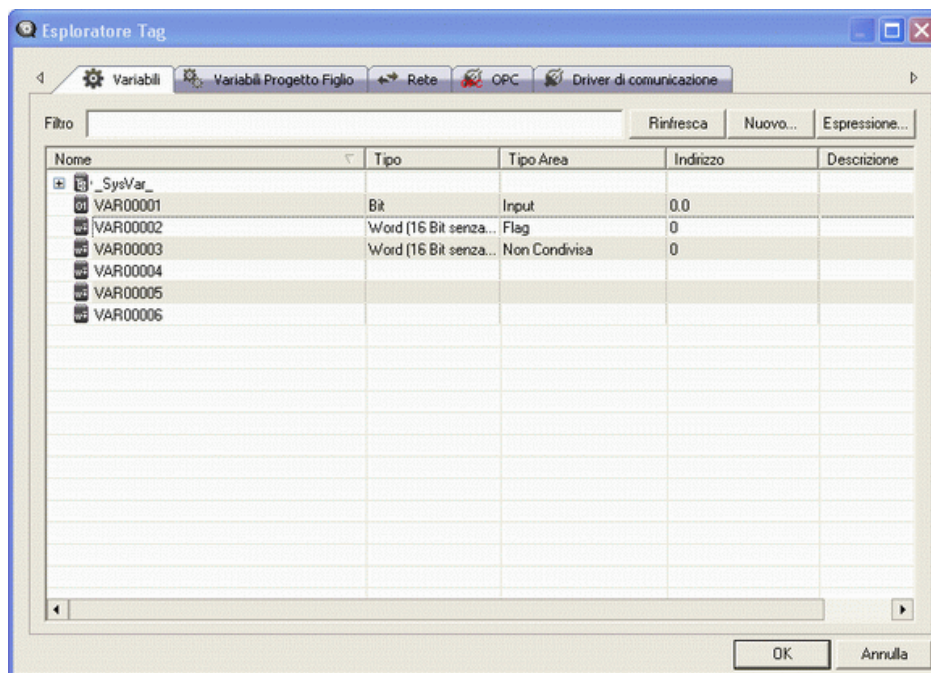 Esploratore Tag
Variabili Variabili Progetto Figlio Rete OPC Driver di comunicazione
Filtro Rinfresca Nuovo... Espressione...
Nome Tipo Tipo Area Indirizzo Descrizione
_SysVar_
VAR00001 Bit Input 0.0
VAR00002 Word (16 Bit senza... Flag 0
VAR00003 Word (16 Bit senza... Non Condivisa 0
VAR00004
VAR00005
VAR00006
OK Annulla